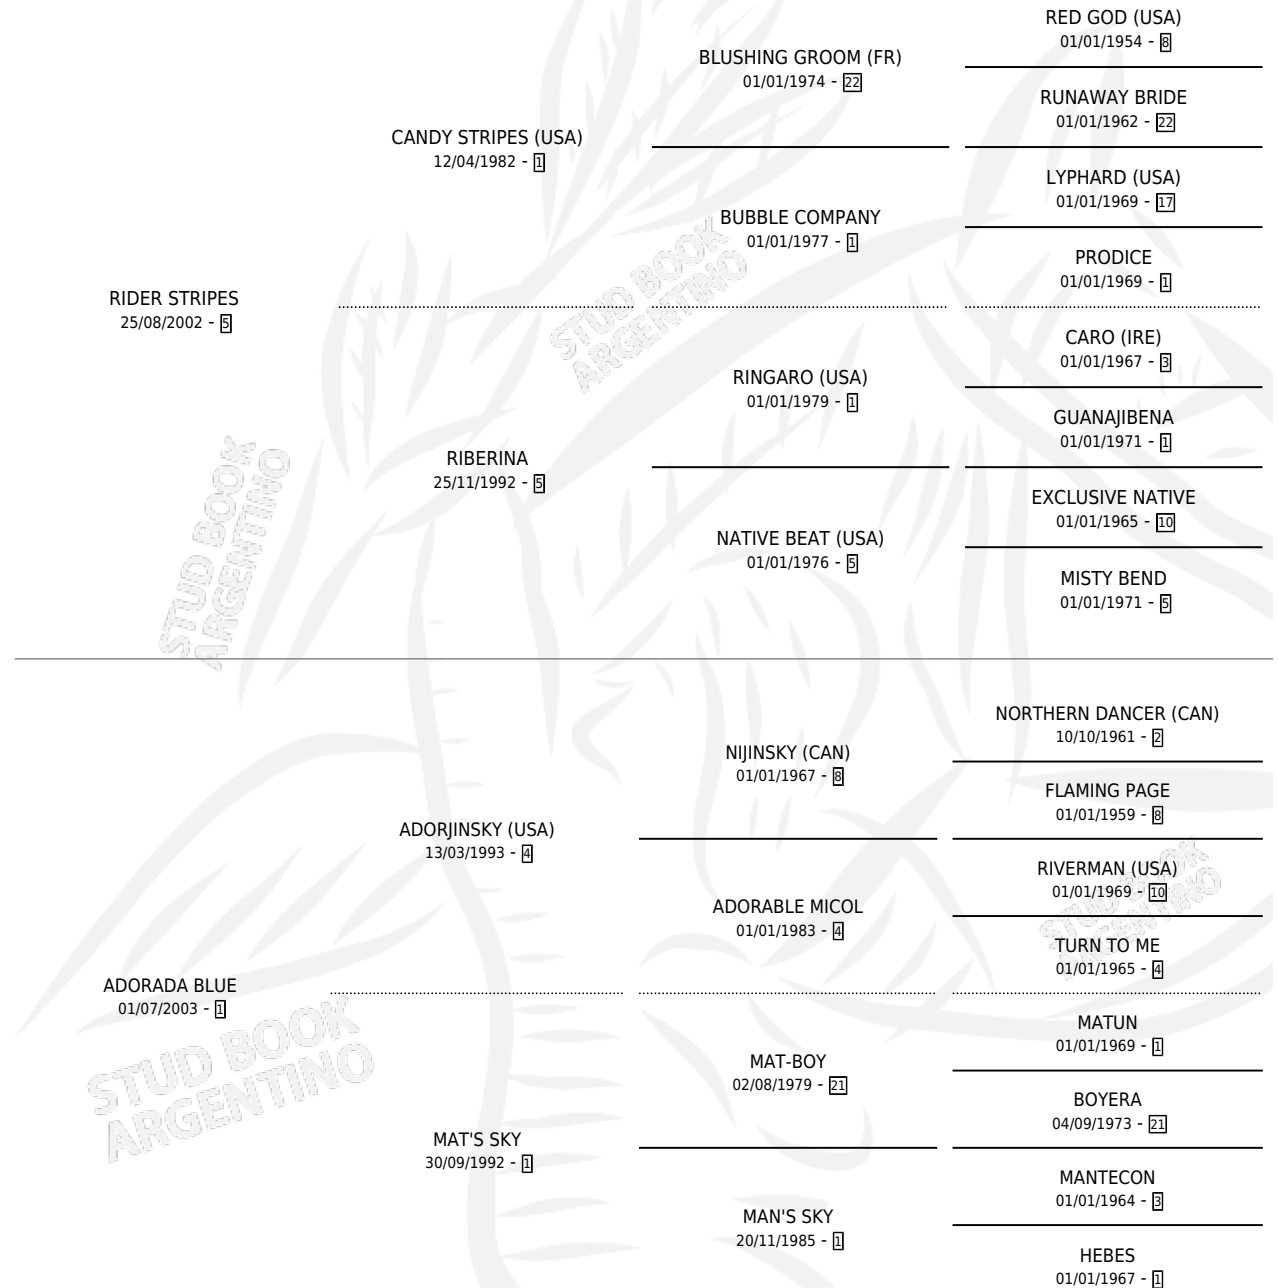 RED GOD (USA)
01/01/1954 - 8
BLUSHING GROOM (FR)
01/01/1974 - 22
RUNAWAY BRIDE
01/01/1962 - 22
CANDY STRIPES (USA)
12/04/1982 - 1
LYPHARD (USA)
01/01/1969 - 17
BUBBLE COMPANY
01/01/1977 - 1
PRODICE
01/01/1969 - 1
RIDER STRIPES
25/08/2002 - 5
STUD BOOK
ARGENTINO
CARO (IRE)
01/01/1967 - 3
RINGARO (USA)
01/01/1979 - 1
GUANAJIBENA
01/01/1971 - 1
RIBERINA
25/11/1992 - 5
EXCLUSIVE NATIVE
01/01/1965 - 10
NATIVE BEAT (USA)
01/01/1976 - 5
MISTY BEND
01/01/1971 - 5
STUD BOOK
ARGENTINO
NORTHERN DANCER (CAN)
10/10/1961 - 2
NIJINSKY (CAN)
01/01/1967 - 8
FLAMING PAGE
01/01/1959 - 8
ADORJINSKY (USA)
13/03/1993 - 4
RIVERMAN (USA)
01/01/1969 - 10
ADORABLE MICOL
01/01/1983 - 4
STUD BOOK
ARGENTINO
TURN TO ME
01/01/1965 - 4
ADORADA BLUE
01/07/2003 - 1
STUD BOOK
ARGENTINO
MATUN
01/01/1969 - 1
MAT-BOY
02/08/1979 - 21
BOYERA
04/09/1973 - 21
MAT'S SKY
30/09/1992 - 1
MANTECON
01/01/1964 - 3
MAN'S SKY
20/11/1985 - 1
HEBES
01/01/1967 - 1